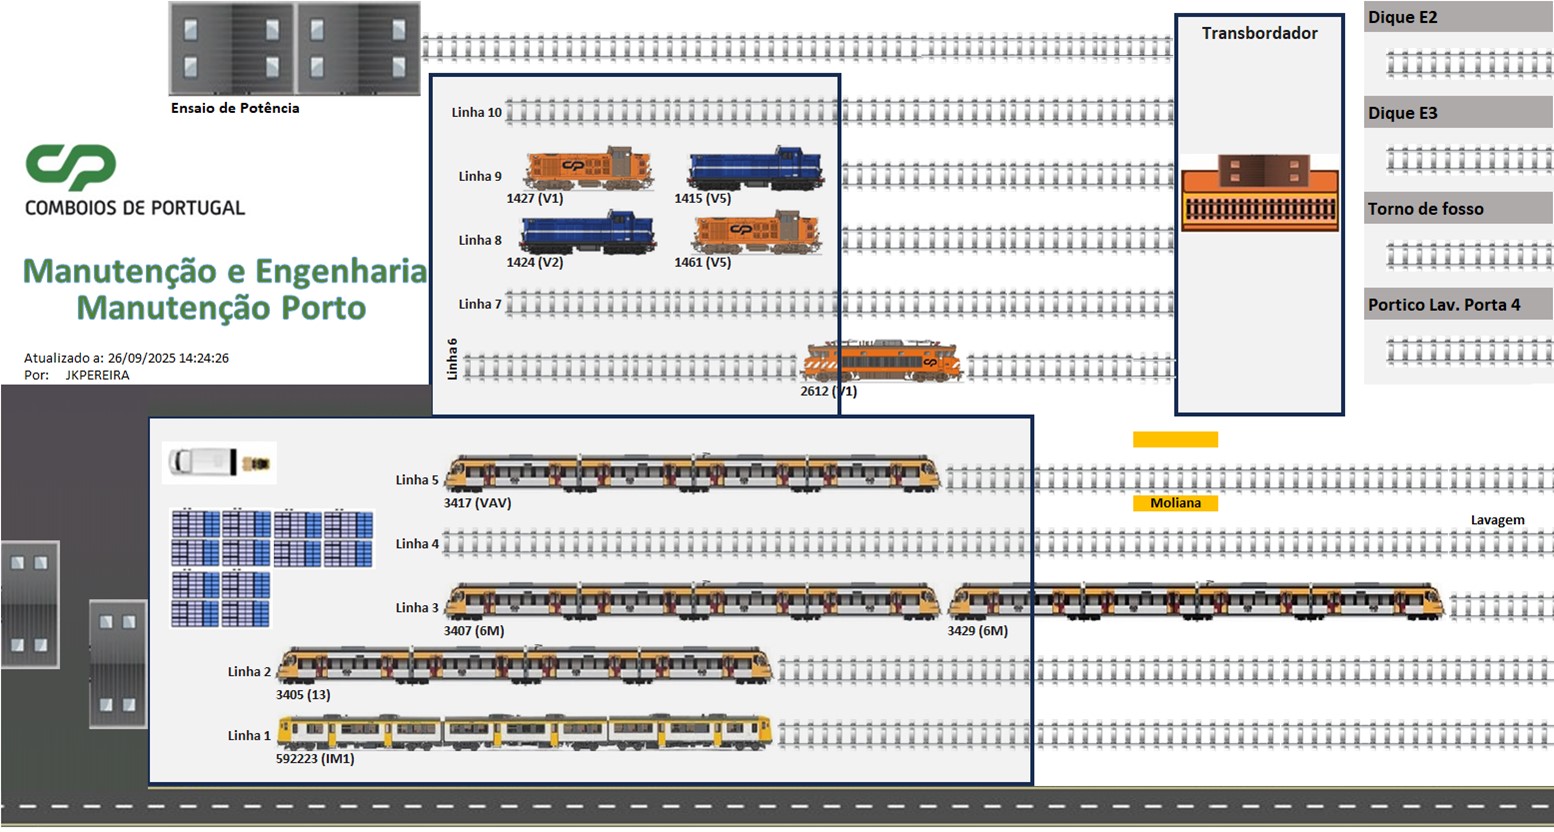 Ensaio de Potência
CP
COMBOIOS DE PORTUGAL
Manutenção e Engenharia
Manutenção Porto
Atualizado a: 26/09/2025 14:24:26
Por: JKPEREIRA
Transbordador
Dique E2
Dique E3
Torno de fosso
Portico Lav. Porta 4
Linha 10
Linha 9
1427 (V1)
1415 (V5)
Linha 8
1424 (V2)
1461 (V5)
Linha 7
Linha 6
2612 (V1)
Linha 5
3417 (VAV)
Moliana
Lavagem
Linha 4
Linha 3
3407 (6M)
3429 (6M)
Linha 2
3405 (13)
Linha 1
592223 (IM1)